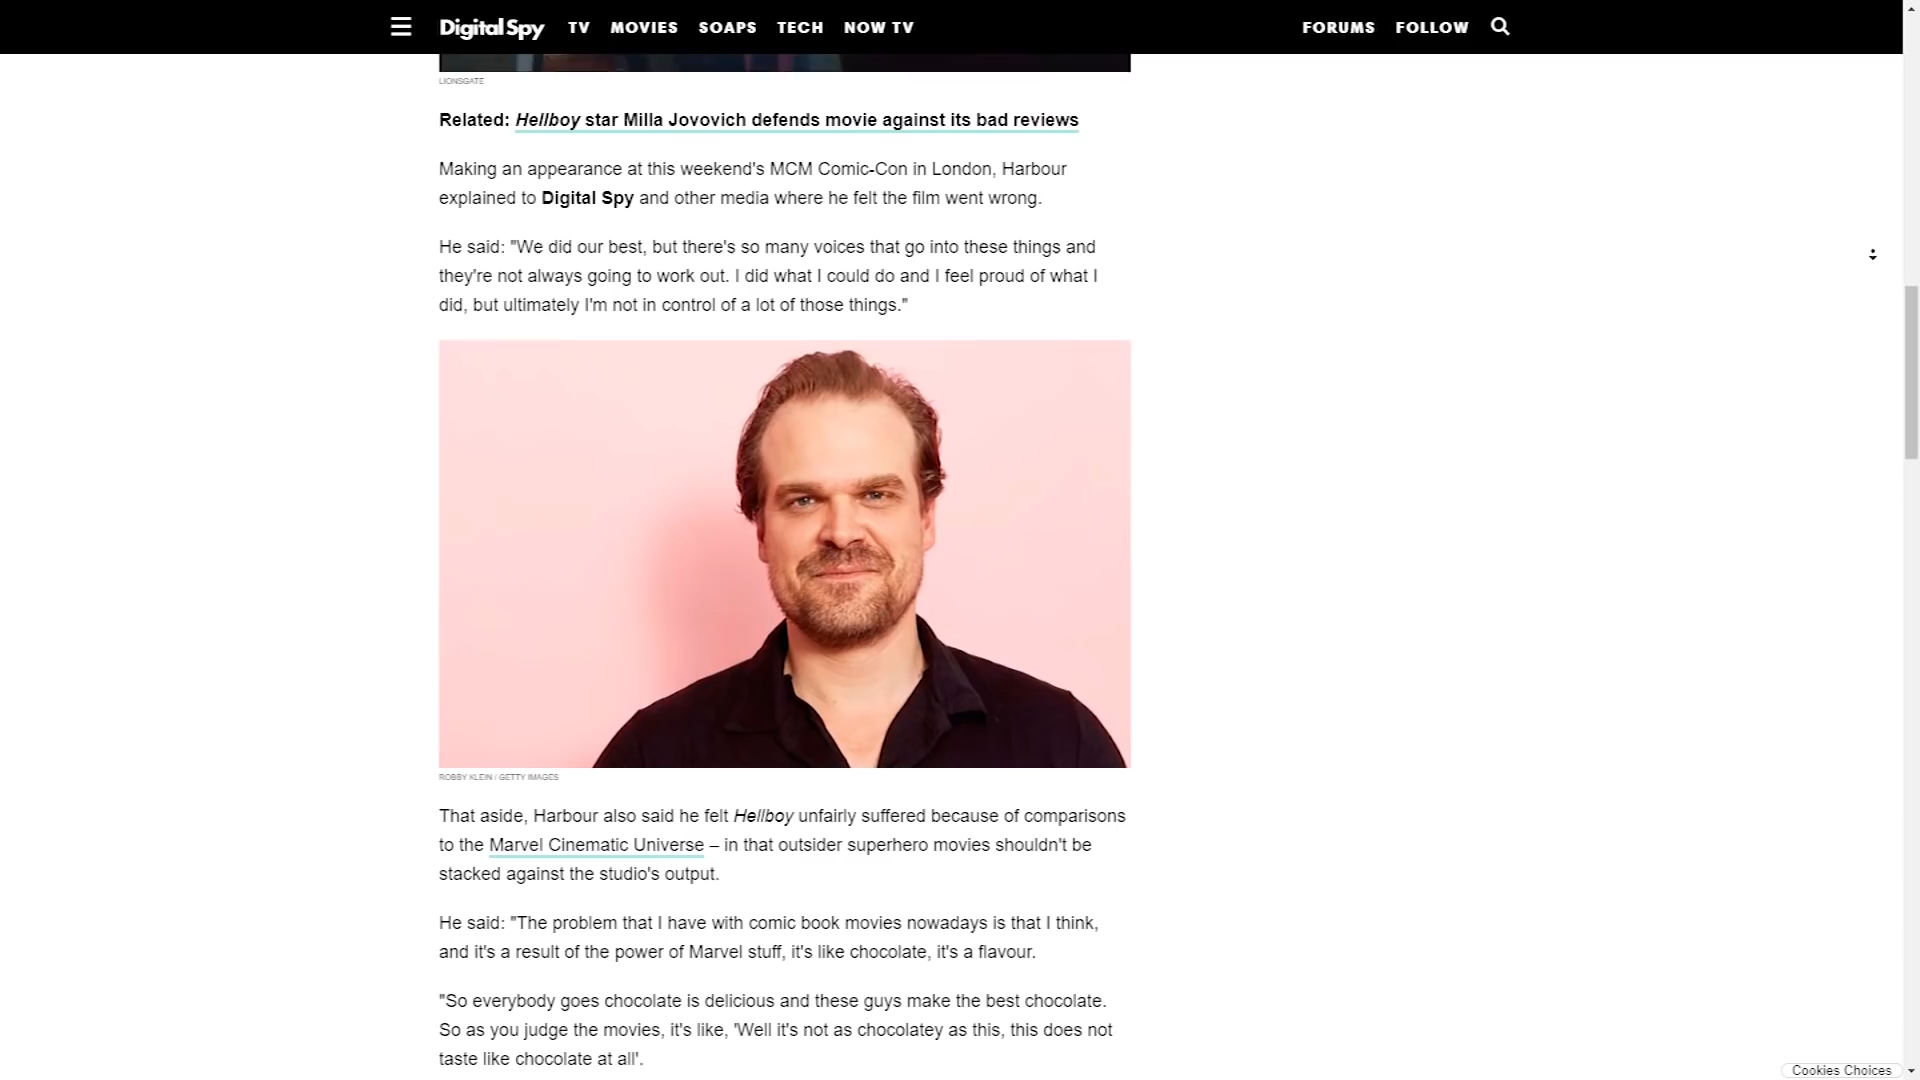 DigitalSpy TV MOVIES SOAPS TECH NOW TV FORUMS FOLLOW
LIONSGATE
Related: Hellboy star Milla Jovovich defends movie against its bad reviews
Making an appearance at this weekend's MCM Comic-Con in London, Harbour
explained to Digital Spy and other media where he felt the film went wrong.
He said: "We did our best, but there's so many voices that go into these things and
they're not always going to work out. I did what I could do and I feel proud of what I
did, but ultimately I'm not in control of a lot of those things."
ROBBY KLEIN / GETTY IMAGES
That aside, Harbour also said he felt Hellboy unfairly suffered because of comparisons
to the Marvel Cinematic Universe – in that outsider superhero movies shouldn't be
stacked against the studio's output.
He said: "The problem that I have with comic book movies nowadays is that I think,
and it's a result of the power of Marvel stuff, it's like chocolate, it's a flavour.
"So everybody goes chocolate is delicious and these guys make the best chocolate.
So as you judge the movies, it's like, 'Well it's not as chocolatey as this, this does not
taste like chocolate at all'.
Cookies Choices